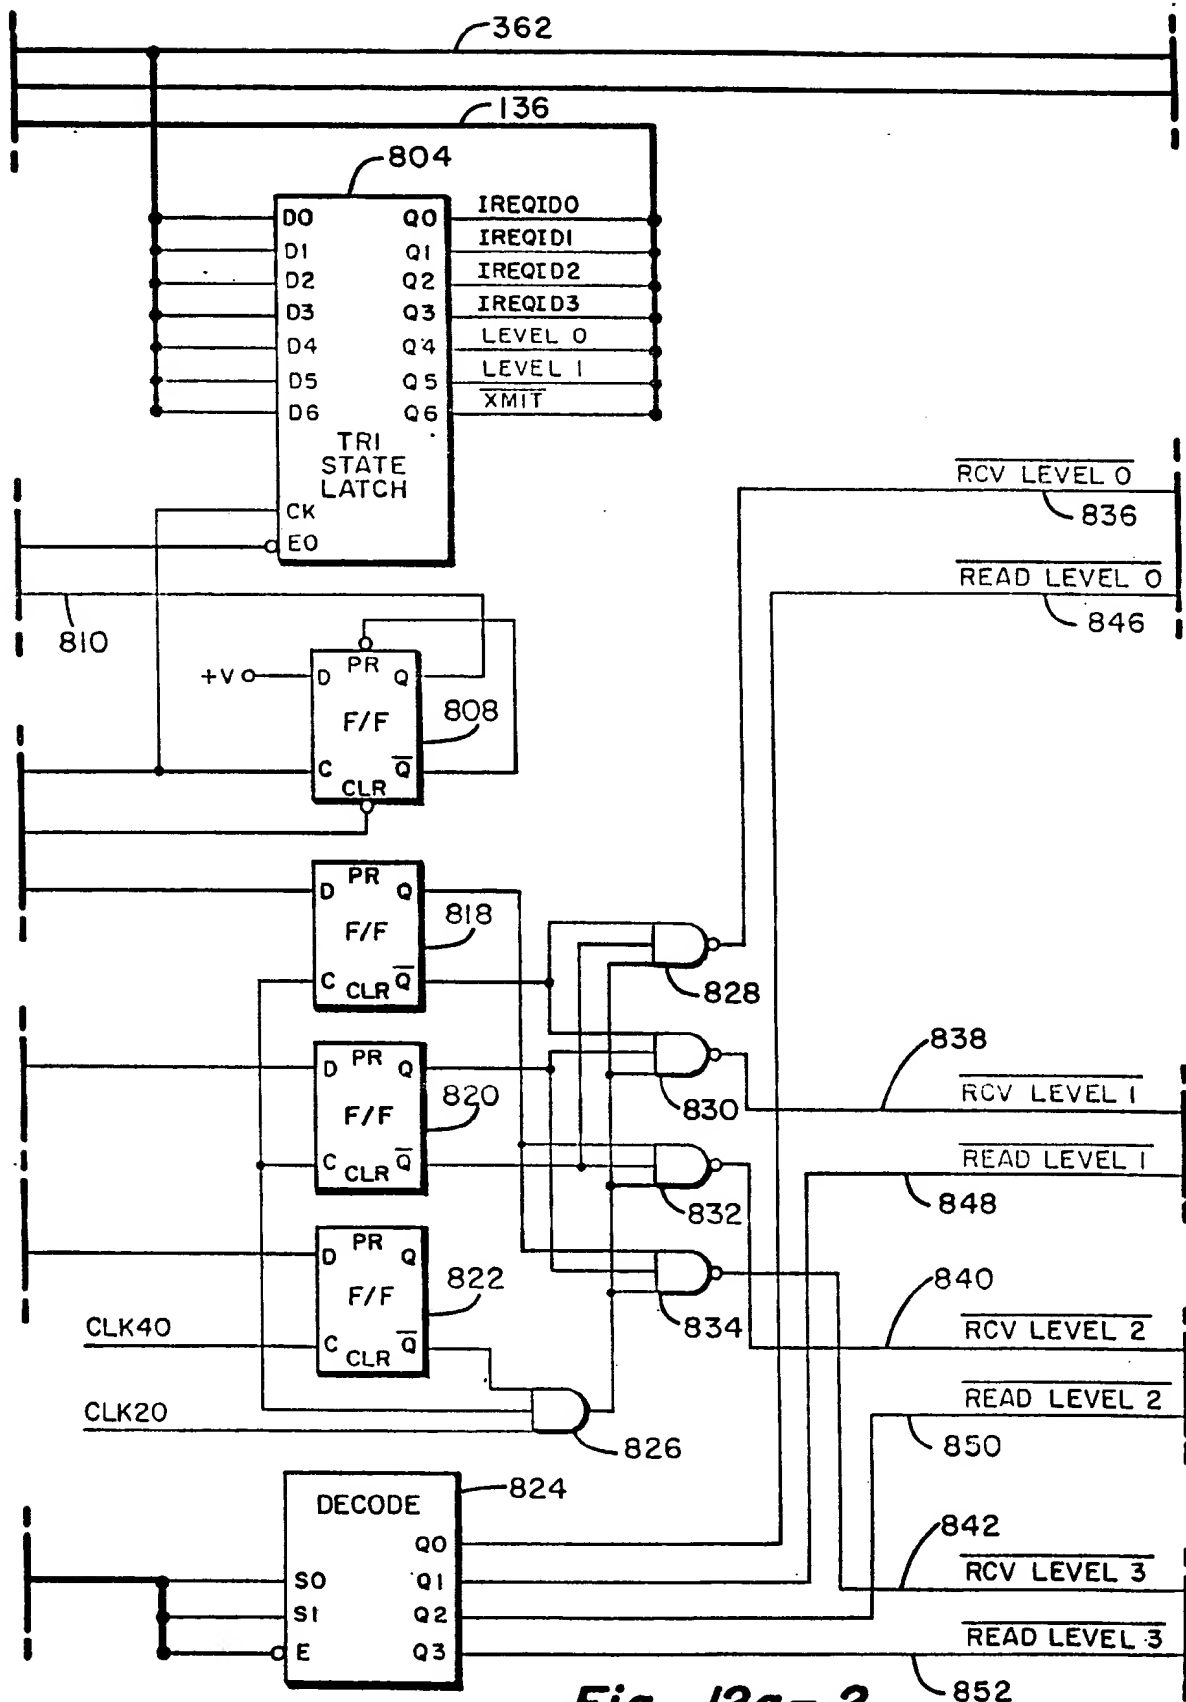 362
136
804
D0 Q0 IREQID0
D1 Q1 IREQID1
D2 Q2 IREQID2
D3 Q3 IREQID3
D4 Q4 LEVEL 0
D5 Q5 LEVEL 1
D6 Q6 XMIT
TRI
STATE
LATCH
CK
EO
RCV LEVEL 0
836
READ LEVEL 0
846
810
+V D PR Q
F/F
808
C CLR Q
D PR Q
F/F
818
C CLR Q
828
D PR Q
F/F
820
C CLR Q
830
838
RCV LEVEL 1
READ LEVEL 1
848
832
D PR Q
F/F
822
CLK40 C CLR Q
834
840
RCV LEVEL 2
READ LEVEL 2
850
CLK20
826
824
DECODE
Q0
S0 Q1
S1 Q2
E Q3
842
RCV LEVEL 3
READ LEVEL 3
852
Fig. 12a-2